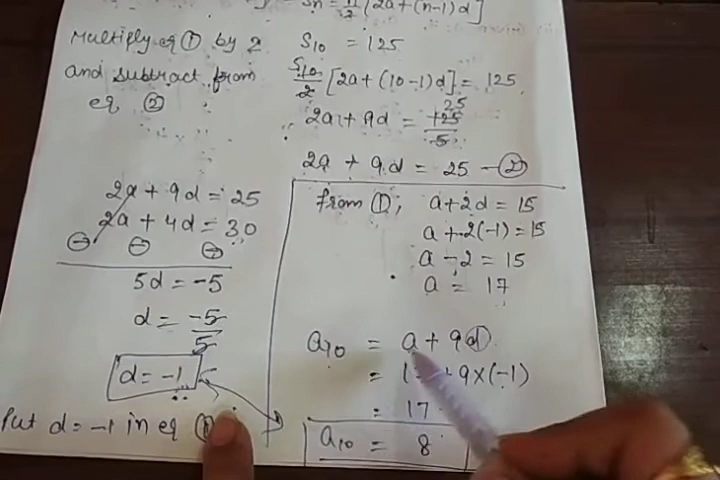 Sn = n/2 [2a+(n-1)d]
Multiply eq ① by 2
and subtract from
eq ②
S10 = 125
S10/2 [2a+(10-1)d] = 125
2a + 9d = 125/5 25
2a + 9d = 25 - ②
2a + 9d = 25
2a + 4d = 30
⊖ ⊖ ⊖
5d = -5
d = -5/5
d = -1
Put d = -1 in eq ①
from ①; a+2d = 15
a + 2(-1) = 15
a - 2 = 15
a = 17
a10 = a + 9d
= 1 +9×(-1)
= 17
a10 = 8